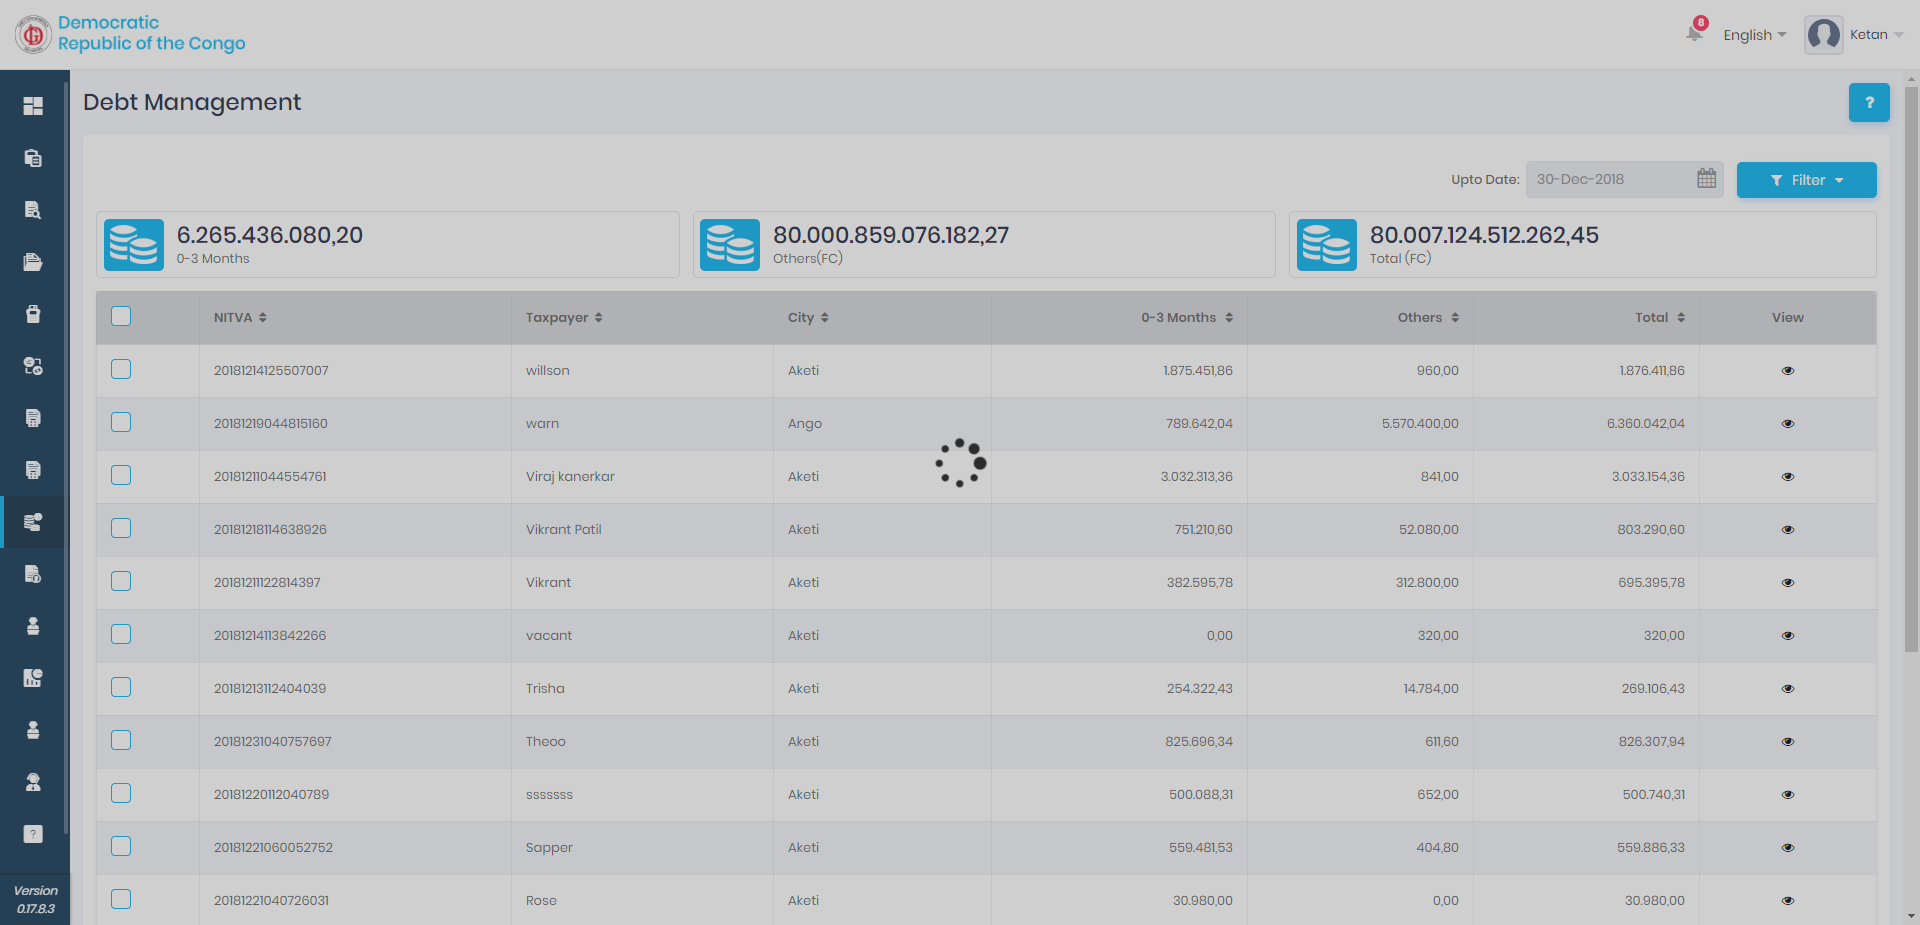 Democratic
Republic of the Congo
8
English
Ketan
Debt Management
?
Upto Date: 30-Dec-2018 Filter
6.265.436.080,20
0-3 Months
80.000.859.076.182,27
Others(FC)
80.007.124.512.262,45
Total (FC)
NITVA Taxpayer City 0-3 Months Others Total View
20181214125507007 willson Aketi 1.875.451,86 960,00 1.876.411,86
20181219044815160 warn Ango 789.642,04 5.570.400,00 6.360.042,04
20181211044554761 Viraj kanerkar Aketi 3.032.313,36 841,00 3.033.154,36
20181218114638926 Vikrant Patil Aketi 751.210,60 52.080,00 803.290,60
20181211122814397 Vikrant Aketi 382.595,78 312.800,00 695.395,78
20181214113842266 vacant Aketi 0,00 320,00 320,00
20181213112404039 Trisha Aketi 254.322,43 14.784,00 269.106,43
20181231040757697 Theoo Aketi 825.696,34 611,60 826.307,94
20181220112040789 sssssss Aketi 500.088,31 652,00 500.740,31
20181221060052752 Sapper Aketi 559.481,53 404,80 559.886,33
20181221040726031 Rose Aketi 30.980,00 0,00 30.980,00
?
Version
0.17.8.3